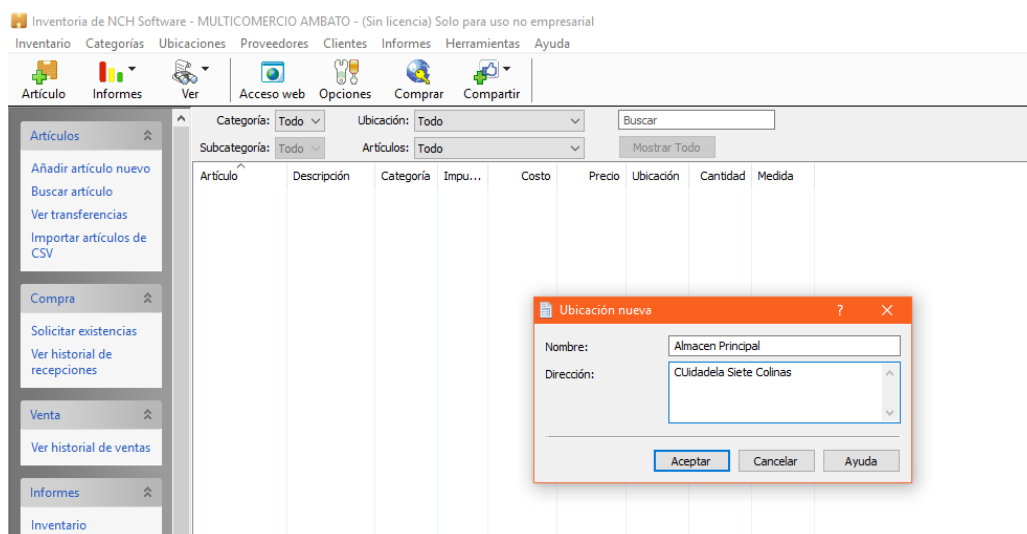 Inventoria de NCH Software - MULTICOMERCIO AMBATO - (Sin licencia) Solo para uso no empresarial
Inventario Categorías Ubicaciones Proveedores Clientes Informes Herramientas Ayuda
Artículo Informes Ver Acceso web Opciones Comprar Compartir
Categoría: Todo Ubicación: Todo Buscar
Subcategoría: Todo Artículos: Todo Mostrar Todo
Artículo Descripción Categoría Impu... Costo Precio Ubicación Cantidad Medida
Artículos
Añadir artículo nuevo
Buscar artículo
Ver transferencias
Importar artículos de
CSV
Compra
Solicitar existencias
Ver historial de
recepciones
Venta
Ver historial de ventas
Informes
Inventario
Ubicación nueva ?
Nombre: Almacen Principal
Dirección: CUidadela Siete Colinas
Aceptar Cancelar Ayuda